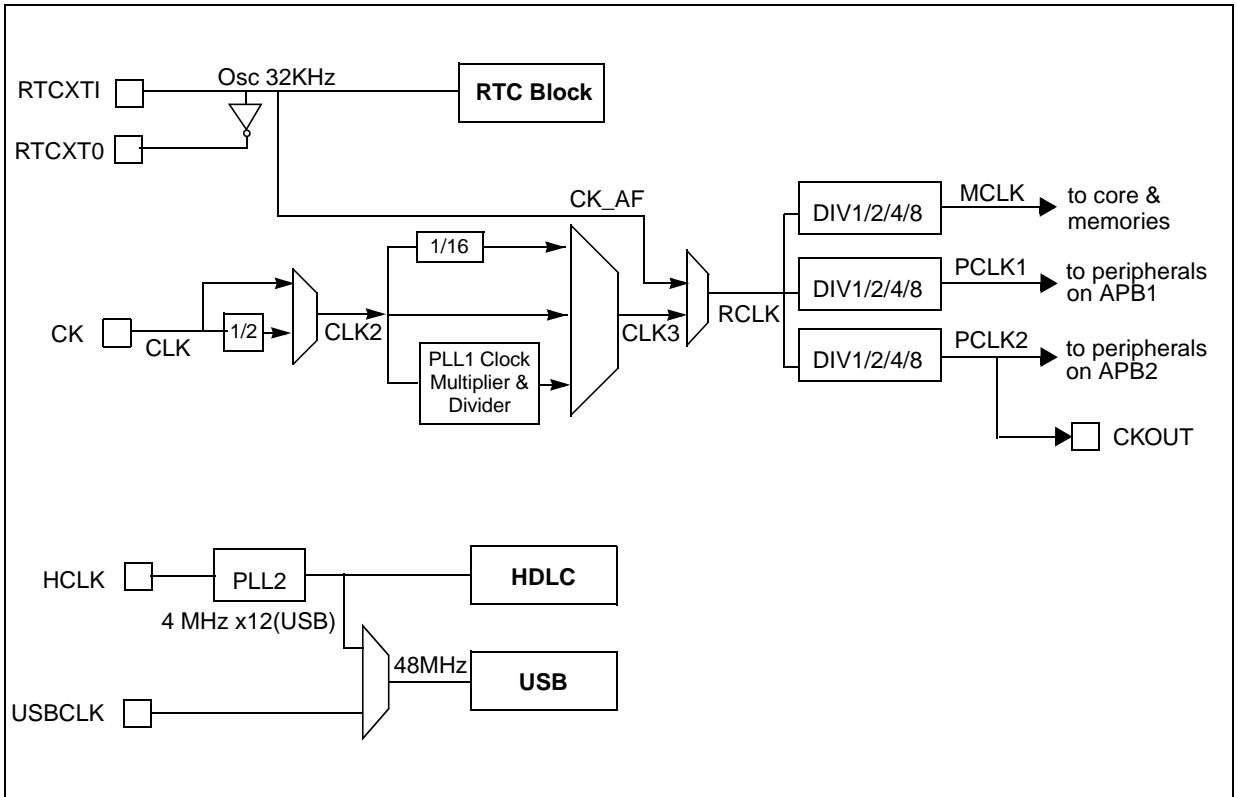 Osc 32KHz
RTCXTI
RTC Block
RTCXT0
CK_AF
MCLK
to core &
memories
DIV1/2/4/8
1/16
PCLK1
to peripherals
on APB1
DIV1/2/4/8
CK
CLK
1/2
CLK2
CLK3
RCLK
PLL1 Clock
Multiplier &
Divider
PCLK2
to peripherals
on APB2
DIV1/2/4/8
CKOUT
HCLK
PLL2
HDLC
4 MHz x12(USB)
48MHz
USB
USBCLK